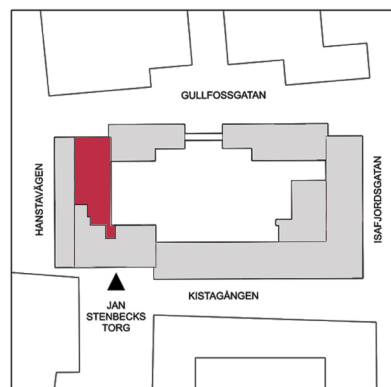 GULLFOSSGATAN
HANSTAVÄGEN
ISAFJORDSGATAN
KISTAGÅNGEN
JAN
STENBECKS
TORG